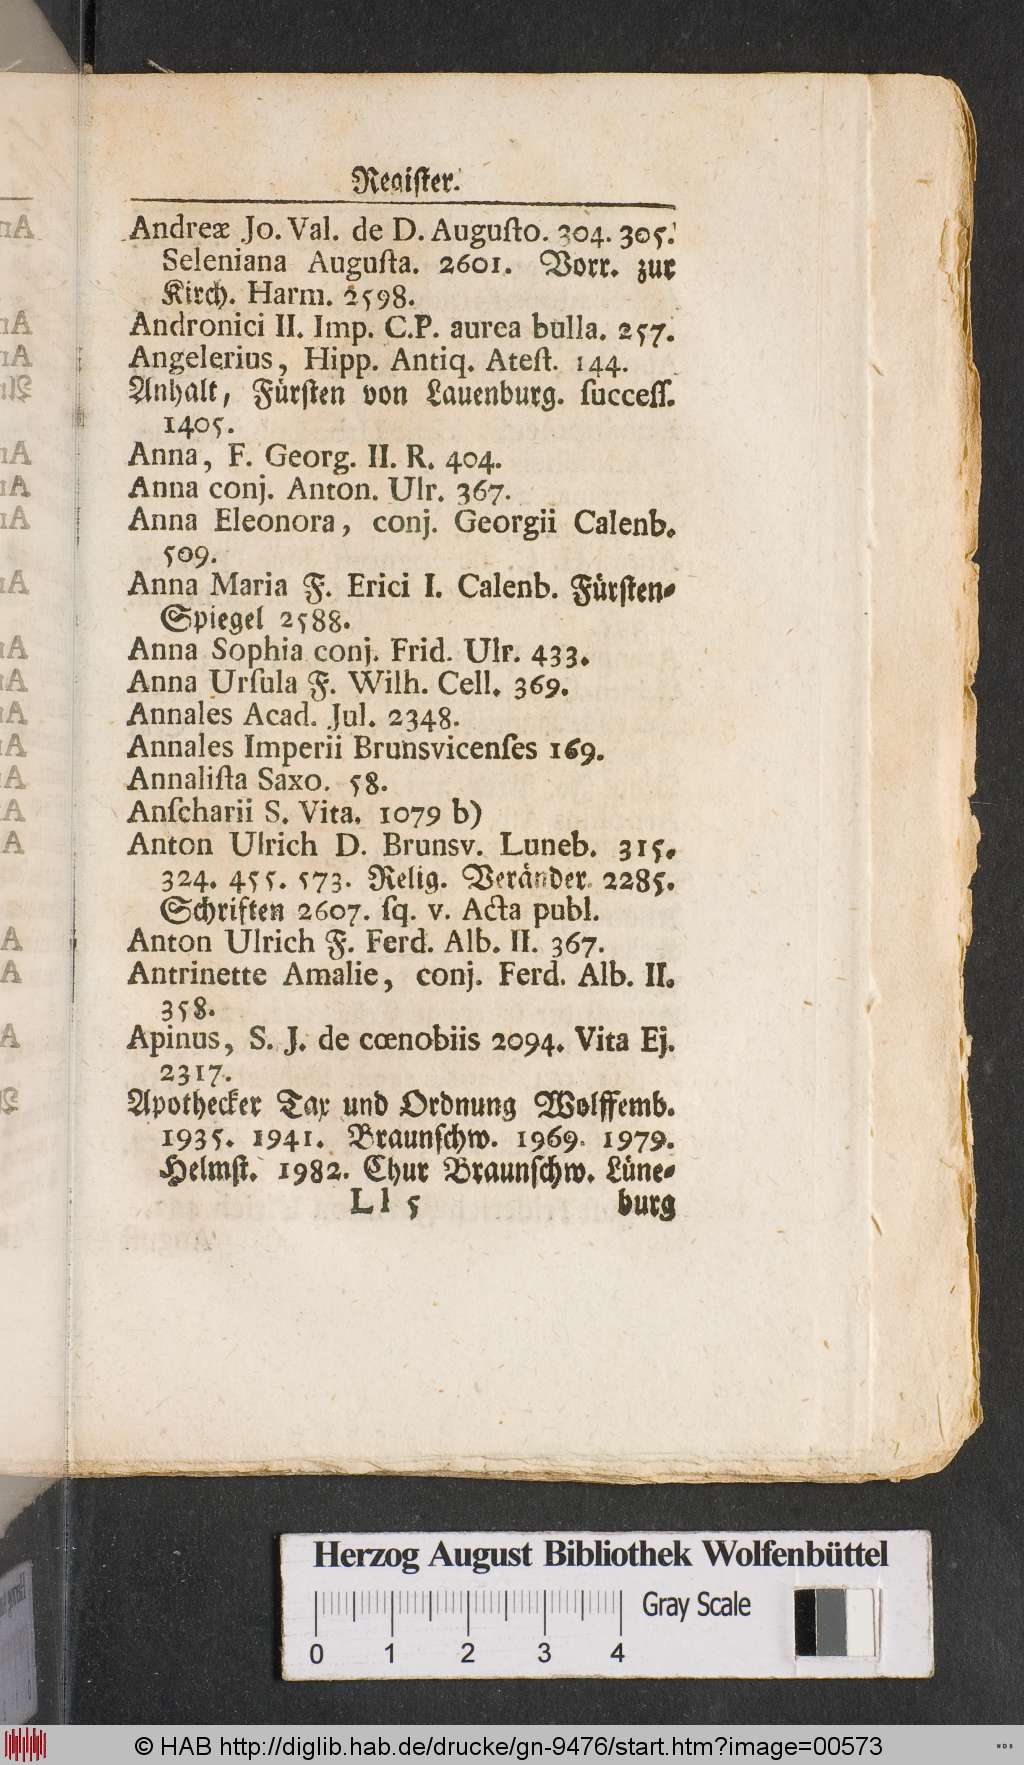 Register.
Andreæ Jo. Val. de D. Auguſto. 304. 305.
Seleniana Auguſta. 2601. Vorr. zur
Kirch. Harm. 2598.
Andronici II. Imp. C.P. aurea bulla. 257.
Angelerius, Hipp. Antiq. Ateſt. 144.
Anhalt, Fürſten von Lauenburg. ſucceſſ.
1405.
Anna, F. Georg. II. R. 404.
Anna conj. Anton. Ulr. 367.
Anna Eleonora, conj. Georgii Calenb.
509.
Anna Maria F. Erici I. Calenb. Fürſten-
Spiegel 2588.
Anna Sophia conj. Frid. Ulr. 433.
Anna Urſula F. Wilh. Cell. 369.
Annales Acad. Jul. 2348.
Annales Imperii Brunsvicenſes 169.
Annaliſta Saxo. 58.
Anſcharii S. Vita. 1079 b)
Anton Ulrich D. Brunsv. Luneb. 315.
324. 455. 573. Relig. Veränder. 2285.
Schriften 2607. ſq. v. Acta publ.
Anton Ulrich F. Ferd. Alb. II. 367.
Antrinette Amalie, conj. Ferd. Alb. II.
358.
Apinus, S. J. de cœnobiis 2094. Vita Ej.
2317.
Apothecker Tax und Ordnung Wolffemb.
1935. 1941. Braunſchw. 1969. 1979.
Helmſt. 1982. Chur Braunſchw. Lüne-
Ll 5 burg
Herzog August Bibliothek Wolfenbüttel
Gray Scale
0 1 2 3 4
© HAB http://diglib.hab.de/drucke/gn-9476/start.htm?image=00573